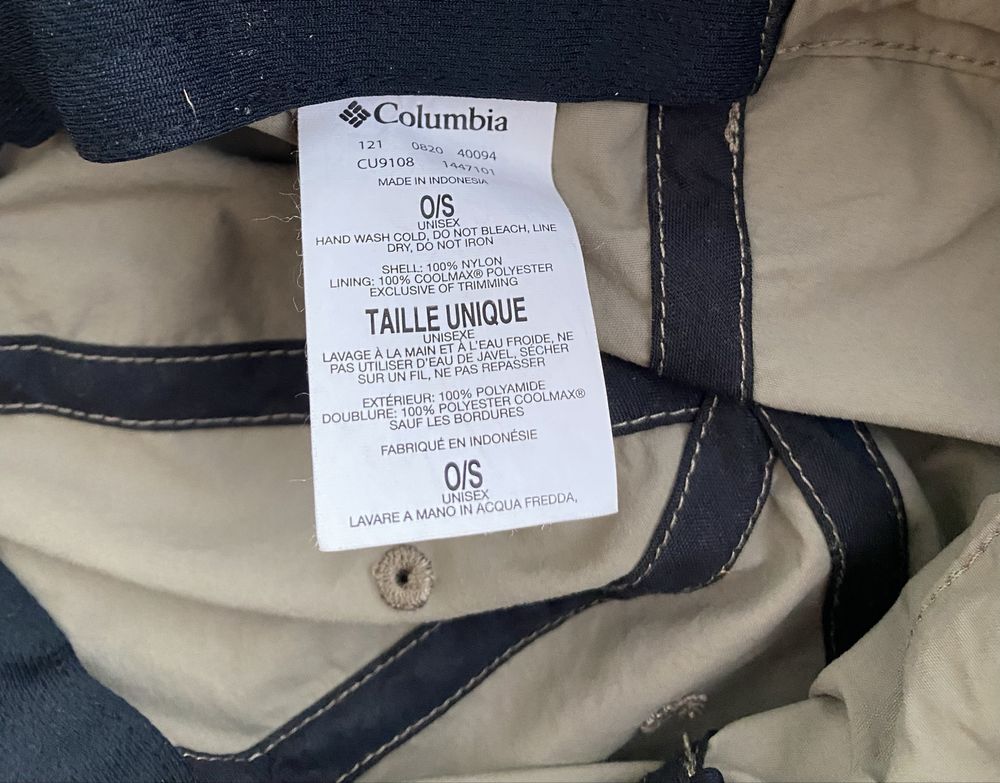 Columbia
121 0820 40094
CU9108 1447101
MADE IN INDONESIA
O/S
UNISEX
HAND WASH COLD, DO NOT BLEACH, LINE
DRY, DO NOT IRON
SHELL: 100% NYLON
LINING: 100% COOLMAX® POLYESTER
EXCLUSIVE OF TRIMMING
TAILLE UNIQUE
UNISEXE
LAVAGE À LA MAIN ET À L'EAU FROIDE, NE
PAS UTILISER D'EAU DE JAVEL, SÉCHER
SUR UN FIL, NE PAS REPASSER
EXTÉRIEUR: 100% POLYAMIDE
DOUBLURE: 100% POLYESTER COOLMAX®
SAUF LES BORDURES
FABRIQUÉ EN INDONÉSIE
O/S
UNISEX
LAVARE A MANO IN ACQUA FREDDA,